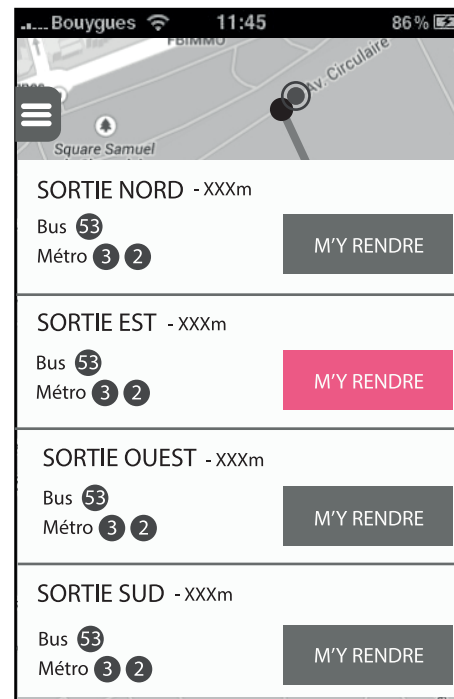 Bouygues 11:45 86%
FBIMMO
Av. Circulaire
Square Samuel
SORTIE NORD - XXXm
Bus 53
Métro 3 2
M'Y RENDRE
SORTIE EST - XXXm
Bus 53
Métro 3 2
M'Y RENDRE
SORTIE OUEST - XXXm
Bus 53
Métro 3 2
M'Y RENDRE
SORTIE SUD - XXXm
Bus 53
Métro 3 2
M'Y RENDRE